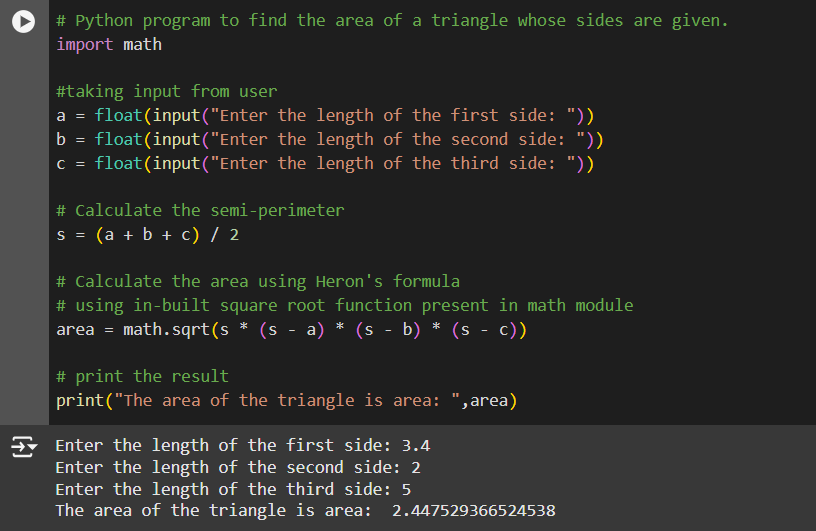 # Python program to find the area of a triangle whose sides are given.
import math
#taking input from user
a = float(input("Enter the length of the first side: "))
b = float(input("Enter the length of the second side: "))
c = float(input("Enter the length of the third side: "))
# Calculate the semi-perimeter
s = (a + b + c) / 2
# Calculate the area using Heron's formula
# using in-built square root function present in math module
area = math.sqrt(s * (s - a) * (s - b) * (s - c))
# print the result
print("The area of the triangle is area: ",area)
Enter the length of the first side: 3.4
Enter the length of the second side: 2
Enter the length of the third side: 5
The area of the triangle is area:  2.447529366524538